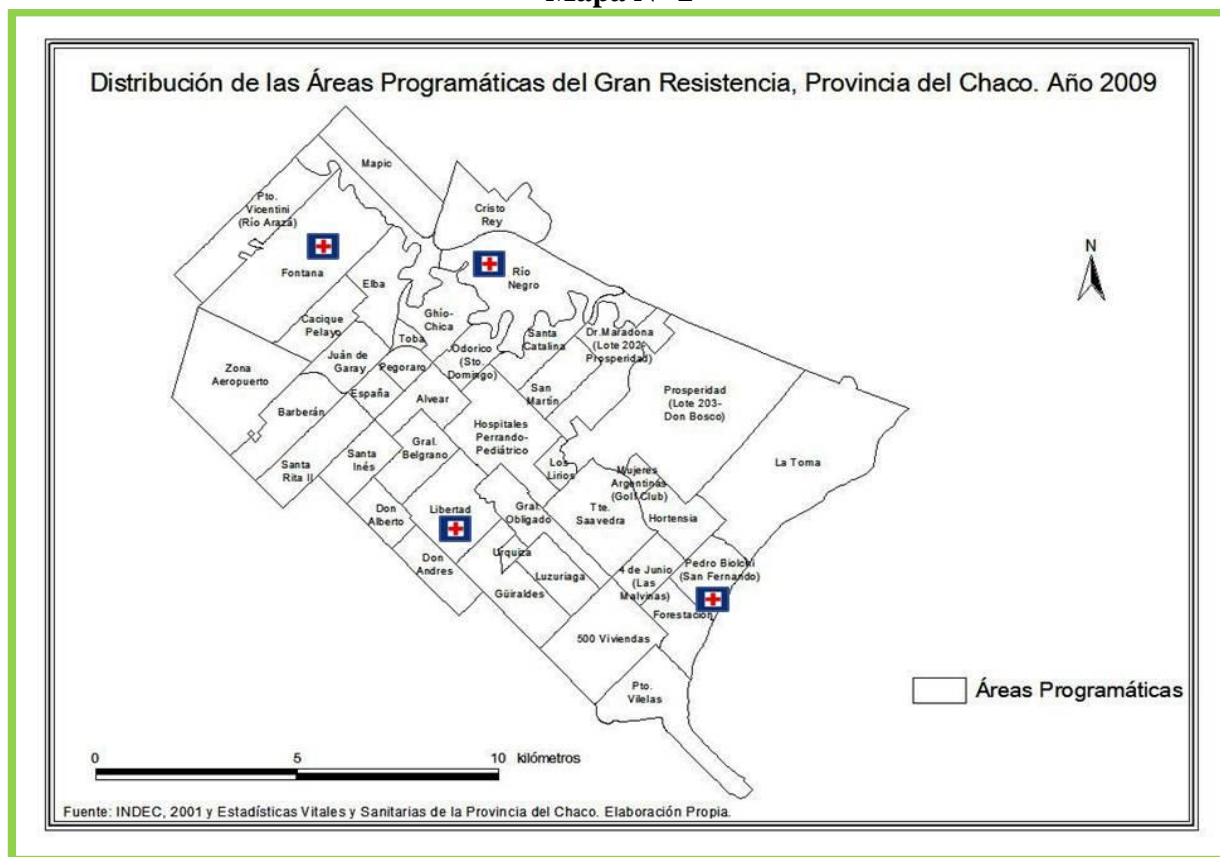 Distribución de las Áreas Programáticas del Gran Resistencia, Provincia del Chaco. Año 2009
Mapic
Pto.
Vicentini
(Río Arazá)
Cristo
Rey
N
Fontana
Río
Negro
Elba
Cacique
Pelayo
Ghío-
Chica
Toba
Santa
Catalina
Dr.Maradona
(Lote 202-
Prosperidad)
Odorico
(Sto.
Domingo)
Juán de
Garay
Pegoraro
Zona
Aeropuerto
España
Alvear
San
Martín
Prosperidad
(Lote 203-
Don Bosco)
Barberán
Hospitales
Perrando-
Pediátrico
Gral.
Belgrano
Santa
Inés
Santa
Rita II
Los
Lirios
La Toma
Mujeres
Argentinas
(Golf Club)
Don
Alberto
Libertad
Gral.
Obligado
Tte.
Saavedra
Hortensia
Don
Andres
Urquiza
Luzuriaga
4 de Junio
(Las
Malvinas)
Pedro Biolchi
(San Fernando)
Güiraldes
Forestación
500 Viviendas
Pto.
Vilelas
Áreas Programáticas
0 5 10 kilómetros
Fuente: INDEC, 2001 y Estadísticas Vitales y Sanitarias de la Provincia del Chaco. Elaboración Propia.